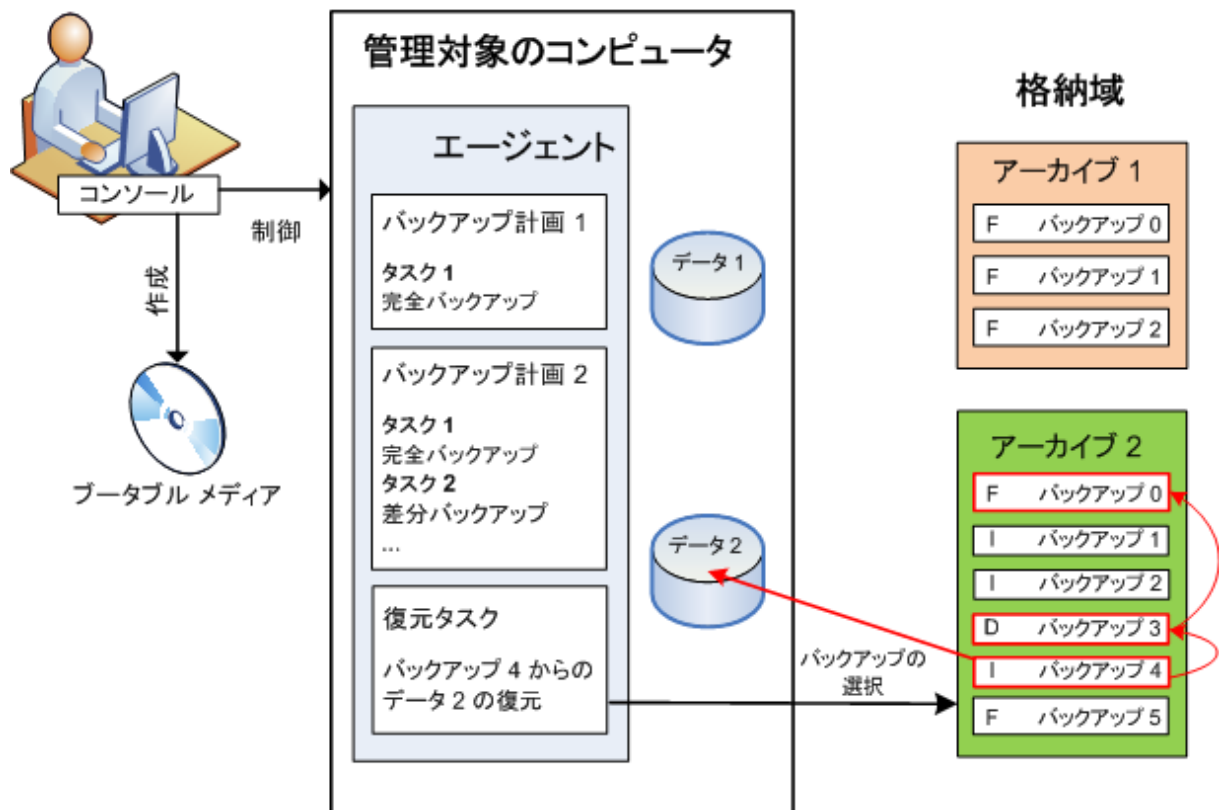 管理対象のコンピュータ
格納域
エージェント
コンソール
制御
作成
ブータブル メディア
バックアップ計画 1
タスク 1
完全バックアップ
バックアップ計画 2
タスク 1
完全バックアップ
タスク 2
差分バックアップ
...
復元タスク
バックアップ 4 からの
データ 2 の復元
データ 1
データ 2
バックアップの
選択
アーカイブ 1
F バックアップ 0
F バックアップ 1
F バックアップ 2
アーカイブ 2
F バックアップ 0
I バックアップ 1
I バックアップ 2
D バックアップ 3
I バックアップ 4
F バックアップ 5